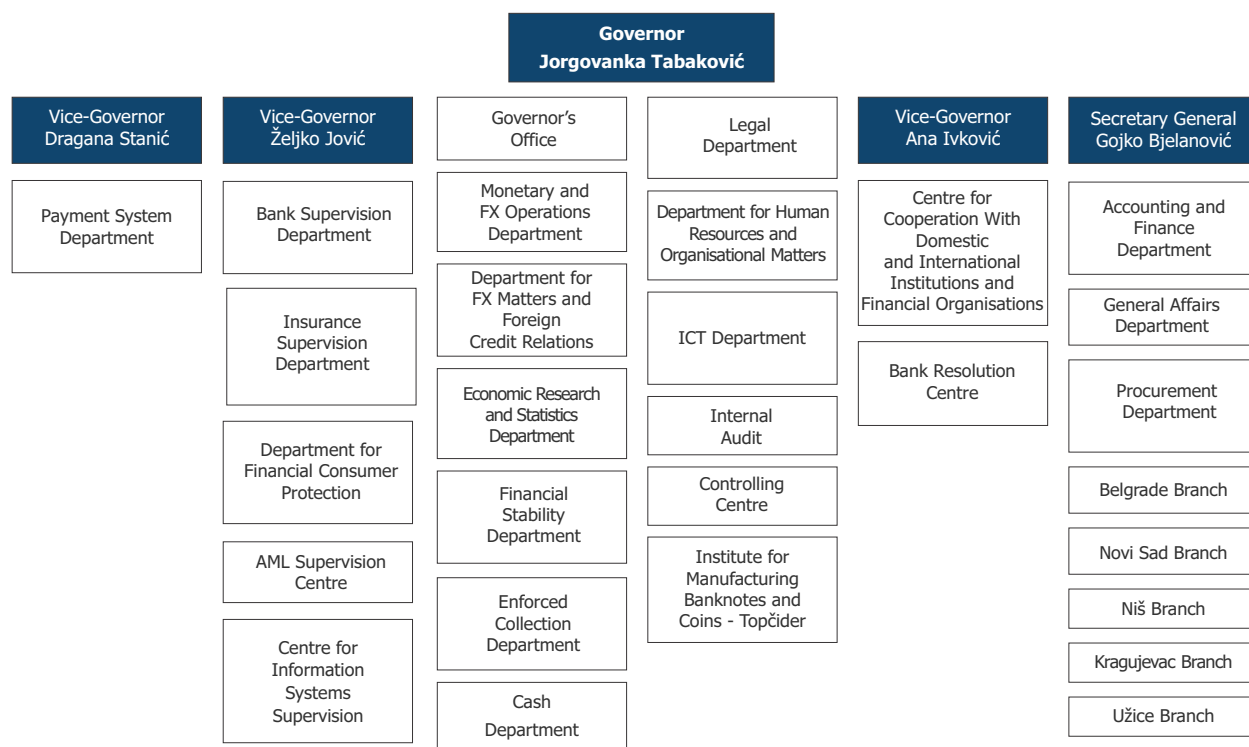 Governor
Jorgovanka Tabaković
Vice-Governor
Dragana Stanić
Payment System
Department
Vice-Governor
Željko Jović
Bank Supervision
Department
Insurance
Supervision
Department
Department for
Financial Consumer
Protection
AML Supervision
Centre
Centre for
Information
Systems
Supervision
Governor’s
Office
Monetary and
FX Operations
Department
Department for
FX Matters and
Foreign
Credit Relations
Economic Research
and Statistics
Department
Financial
Stability
Department
Enforced
Collection
Department
Cash
Department
Legal
Department
Department for Human
Resources and
Organisational Matters
ICT Department
Internal
Audit
Controlling
Centre
Institute for
Manufacturing
Banknotes and
Coins - Topčider
Vice-Governor
Ana Ivković
Centre for
Cooperation With
Domestic
and International
Institutions and
Financial Organisations
Bank Resolution
Centre
Secretary General
Gojko Bjelanović
Accounting and
Finance
Department
General Affairs
Department
Procurement
Department
Belgrade Branch
Novi Sad Branch
Niš Branch
Kragujevac Branch
Užice Branch